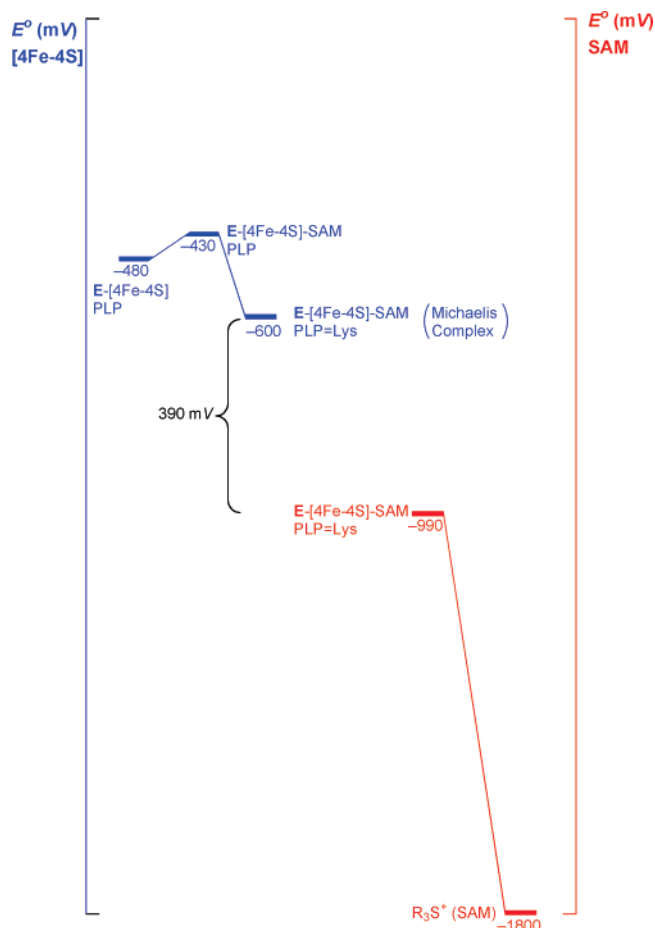 E° (mV)
[4Fe-4S]
E° (mV)
SAM
–430
E-[4Fe-4S]-SAM
PLP
–480
E-[4Fe-4S]
PLP
–600
E-[4Fe-4S]-SAM
PLP=Lys
(Michaelis
Complex)
390 mV
E-[4Fe-4S]-SAM
PLP=Lys
–990
R₃S⁺ (SAM)
–1800